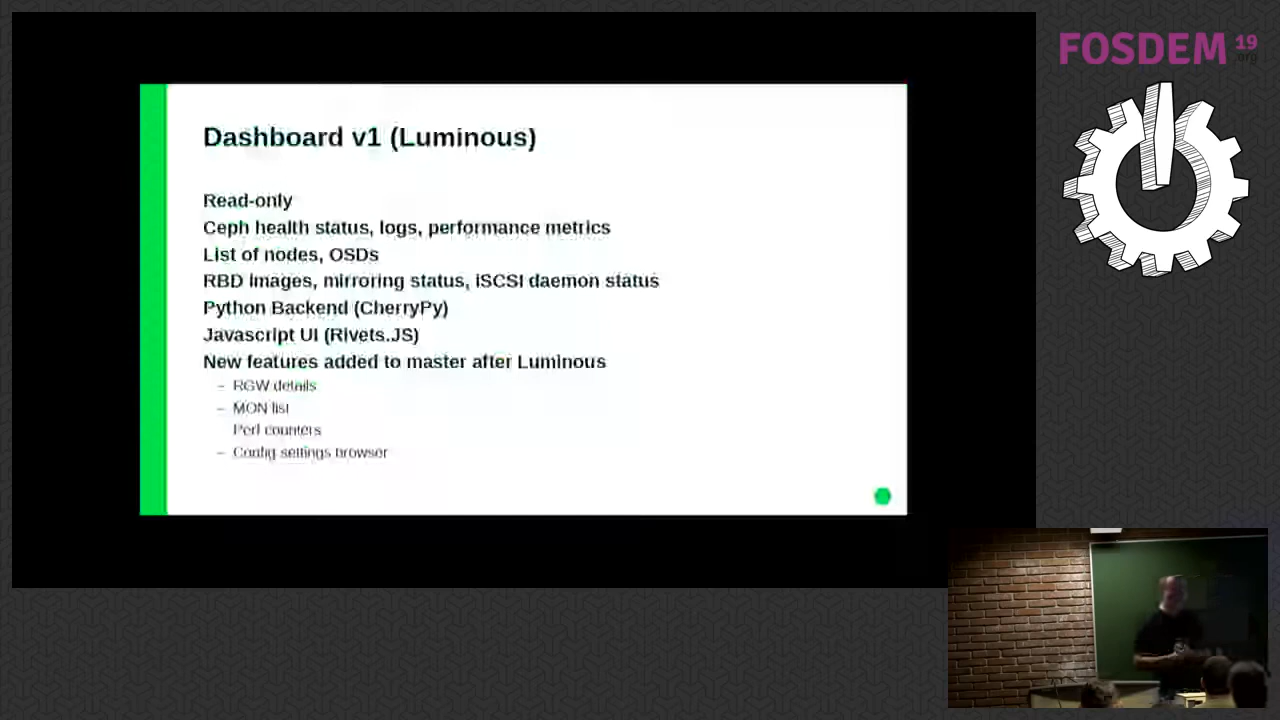 Dashboard v1 (Luminous)
Read-only
Ceph health status, logs, performance metrics
List of nodes, OSDs
RBD Images, mirroring status, iSCSI daemon status
Python Backend (CherryPy)
Javascript UI (Rivets.JS)
New features added to master after Luminous
– RGW details
– MON list
Perf counters
– Config settings browser
FOSDEM 19
.org